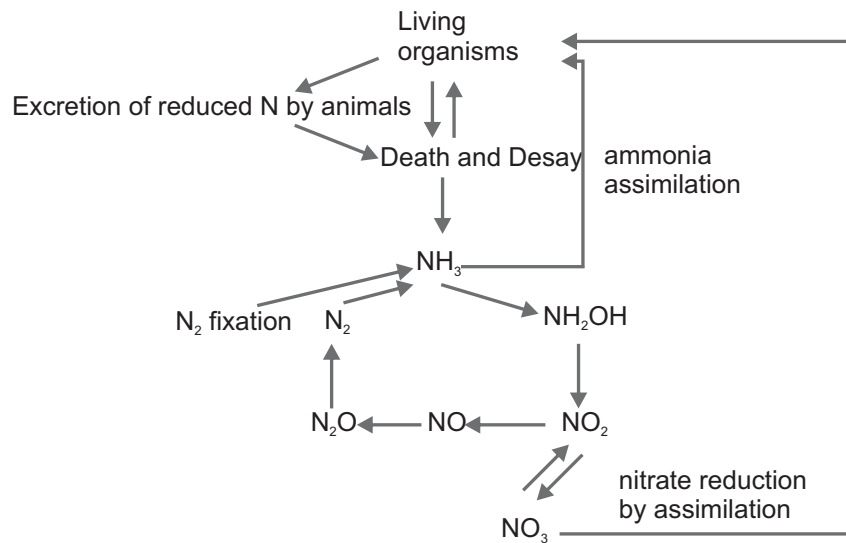 Living
organisms
Excretion of reduced N by animals
Death and Desay
ammonia
assimilation
NH₃
N₂ fixation
N₂
NH₂OH
N₂O
NO
NO₂
nitrate reduction
by assimilation
NO₃